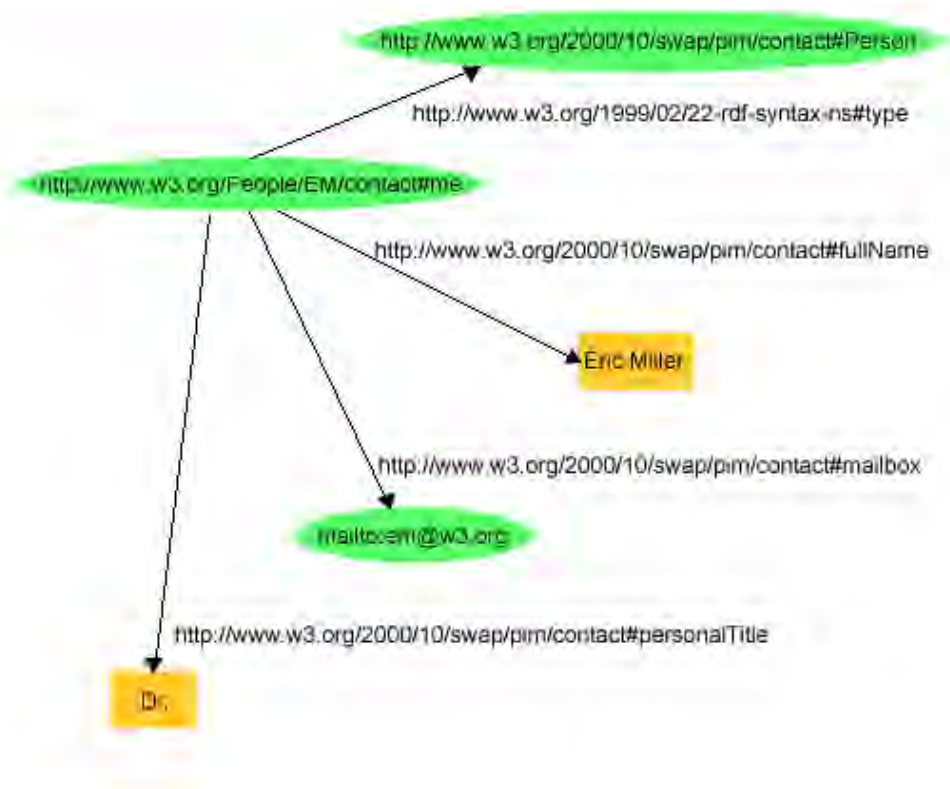 http://www.w3.org/2000/10/swap/pim/contact#Person
http://www.w3.org/1999/02/22-rdf-syntax-ns#type
http://www.w3.org/People/EM/contact#me
http://www.w3.org/2000/10/swap/pim/contact#fullName
Eric Miller
http://www.w3.org/2000/10/swap/pim/contact#mailbox
mailto:em@w3.org
http://www.w3.org/2000/10/swap/pim/contact#personalTitle
Dr.